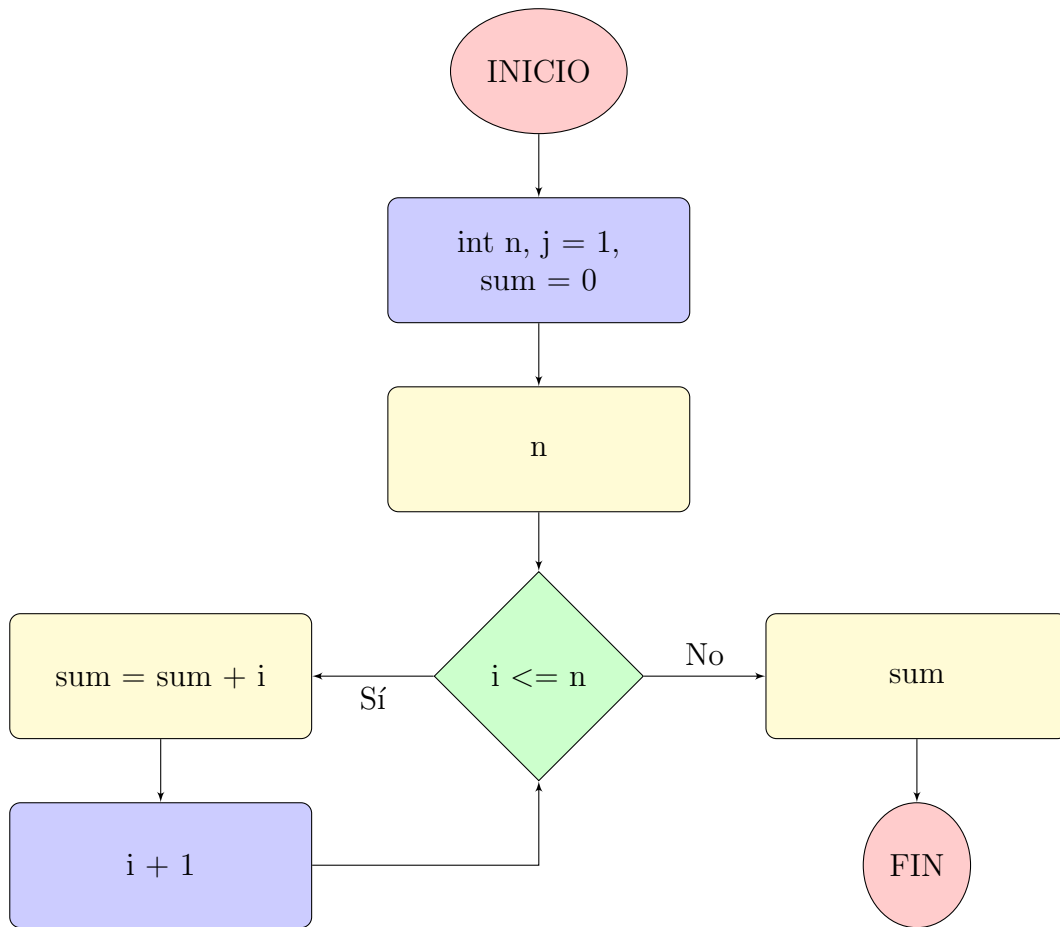 INICIO
int n, j = 1,
sum = 0
n
i <= n
Sí
No
sum = sum + i
sum
i + 1
FIN